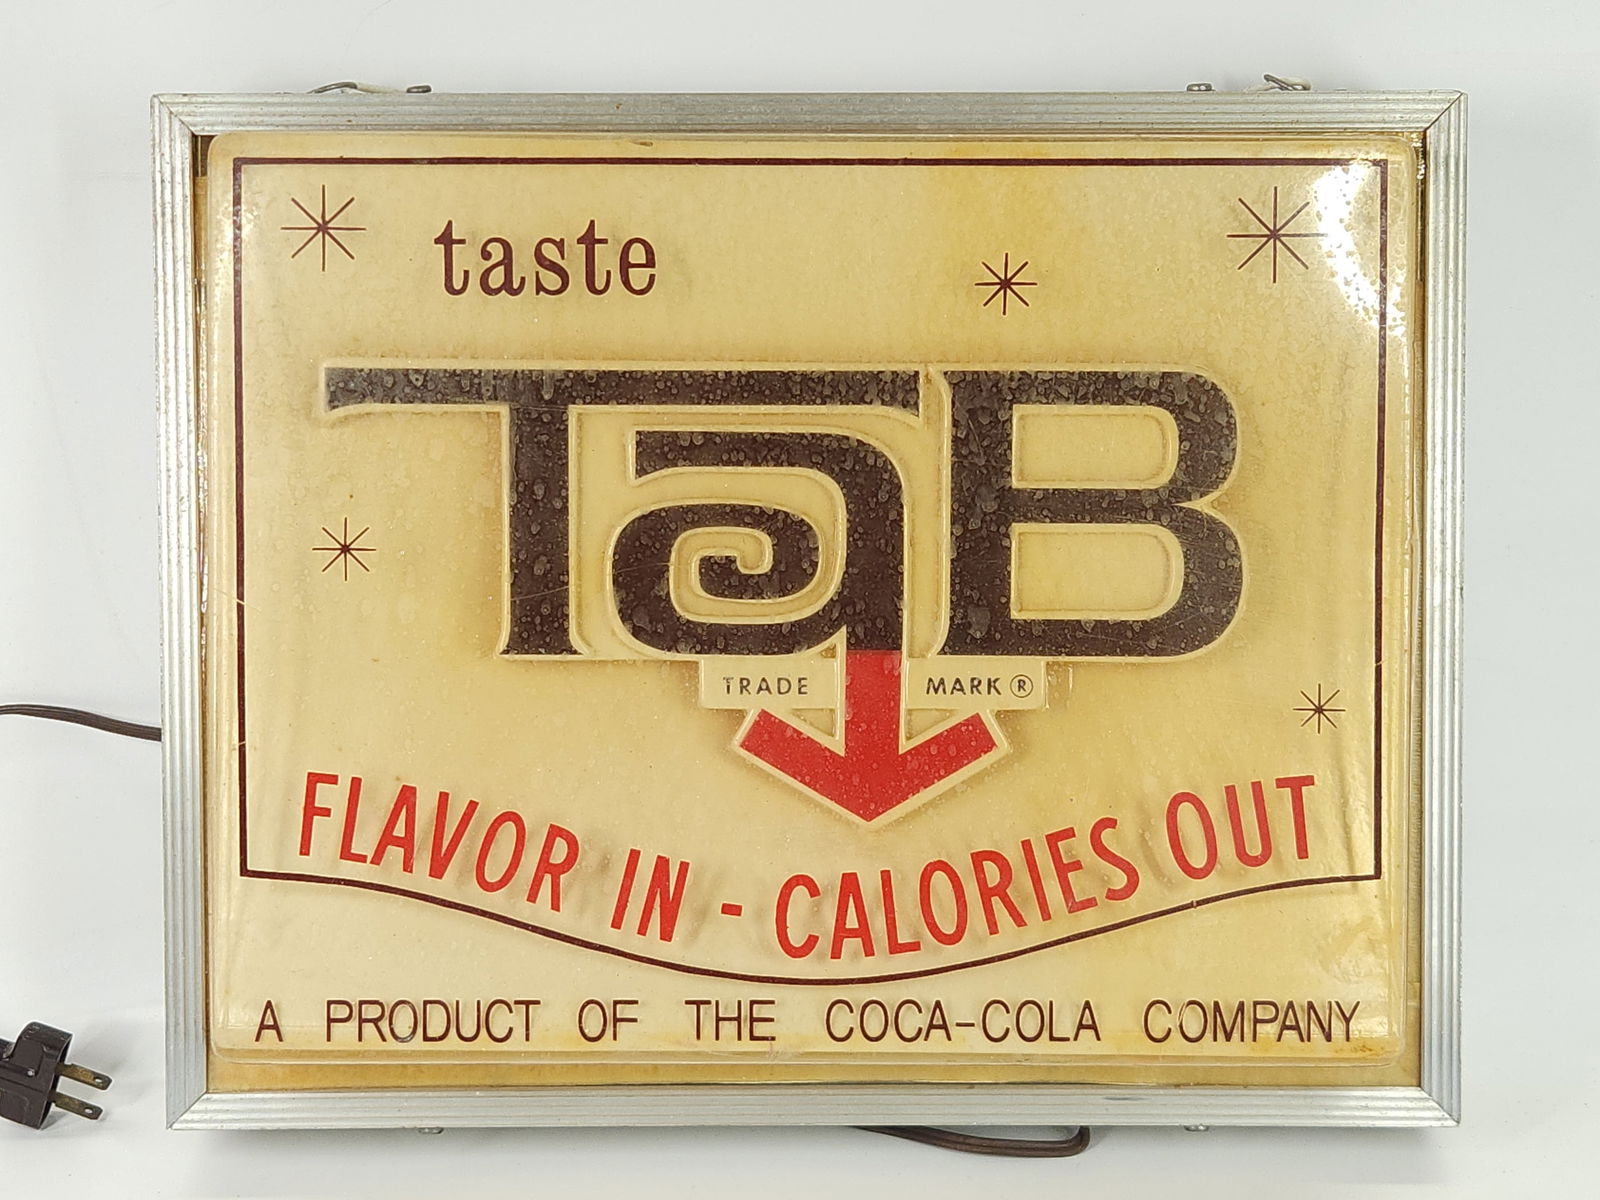 taste
TaB
TRADE MARK ®
FLAVOR IN - CALORIES OUT
A PRODUCT OF THE COCA-COLA COMPANY